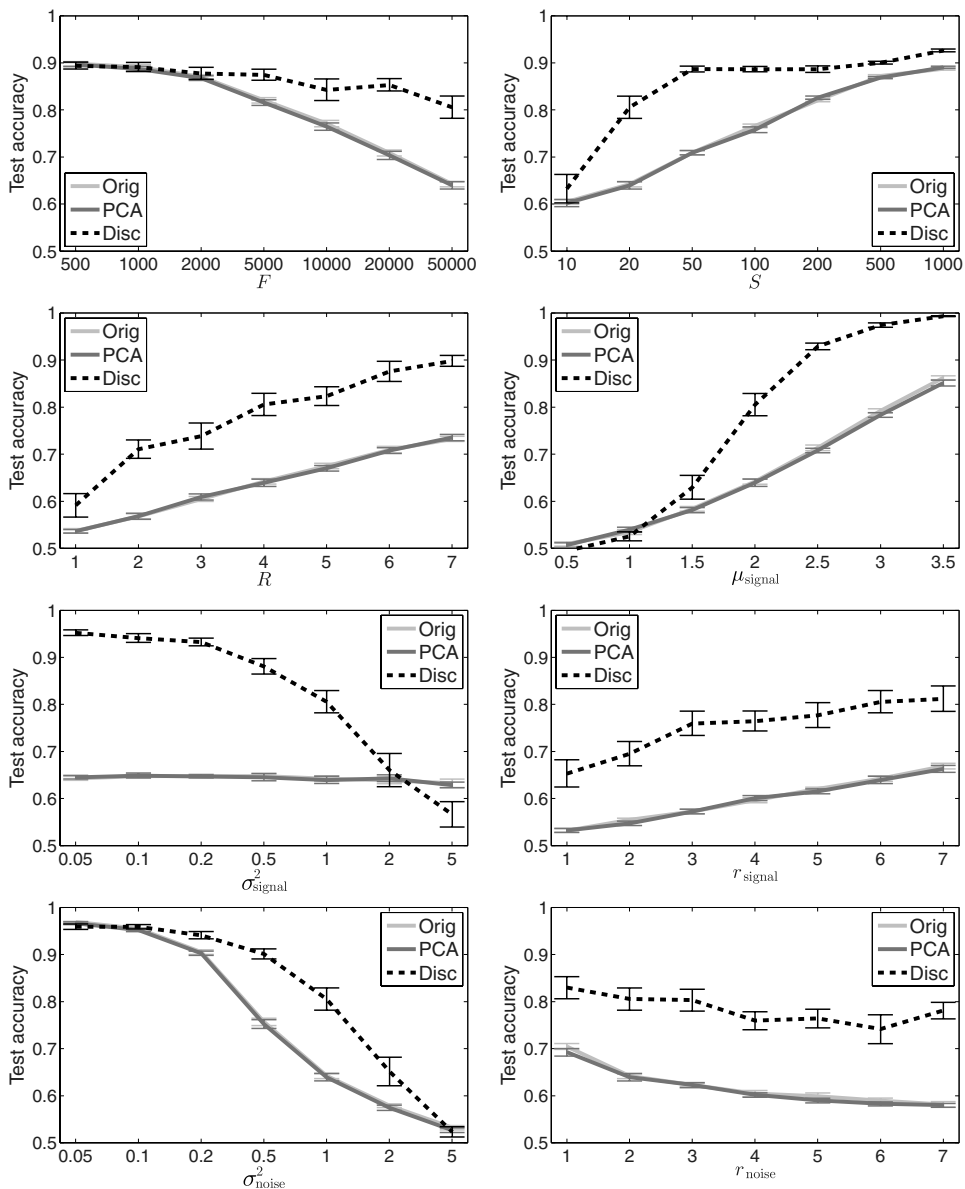 1
0.9
0.8
0.7
0.6
0.5
Test accuracy
Orig
PCA
Disc
500 1000 2000 5000 10000 20000 50000
F
1
0.9
0.8
0.7
0.6
0.5
Test accuracy
Orig
PCA
Disc
10 20 50 100 200 500 1000
S
1
0.9
0.8
0.7
0.6
0.5
Test accuracy
Orig
PCA
Disc
1 2 3 4 5 6 7
R
1
0.9
0.8
0.7
0.6
0.5
Test accuracy
Orig
PCA
Disc
0.5 1 1.5 2 2.5 3 3.5
μsignal
1
0.9
0.8
0.7
0.6
0.5
Test accuracy
Orig
PCA
Disc
0.05 0.1 0.2 0.5 1 2 5
σ²signal
1
0.9
0.8
0.7
0.6
0.5
Test accuracy
Orig
PCA
Disc
1 2 3 4 5 6 7
r signal
1
0.9
0.8
0.7
0.6
0.5
Test accuracy
Orig
PCA
Disc
0.05 0.1 0.2 0.5 1 2 5
σ²noise
1
0.9
0.8
0.7
0.6
0.5
Test accuracy
Orig
PCA
Disc
1 2 3 4 5 6 7
r noise